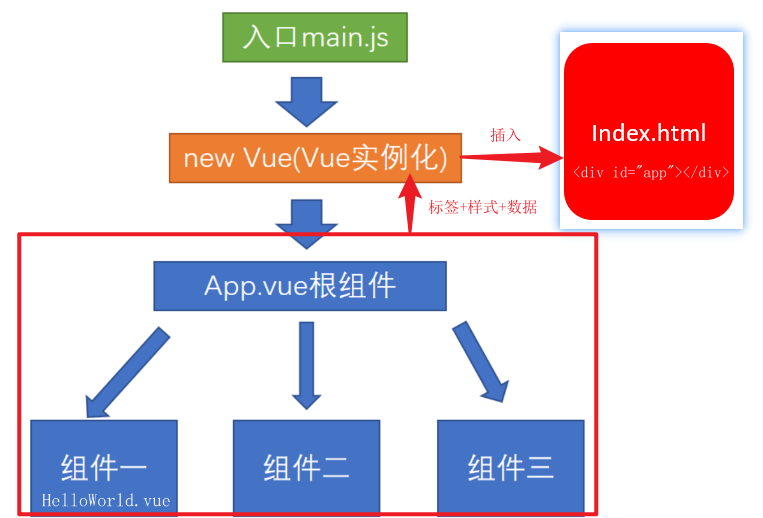 入口main.js
new Vue(Vue实例化)
插入
Index.html
<div id="app"></div>
标签+样式+数据
App.vue根组件
组件一
HelloWorld.vue
组件二
组件三